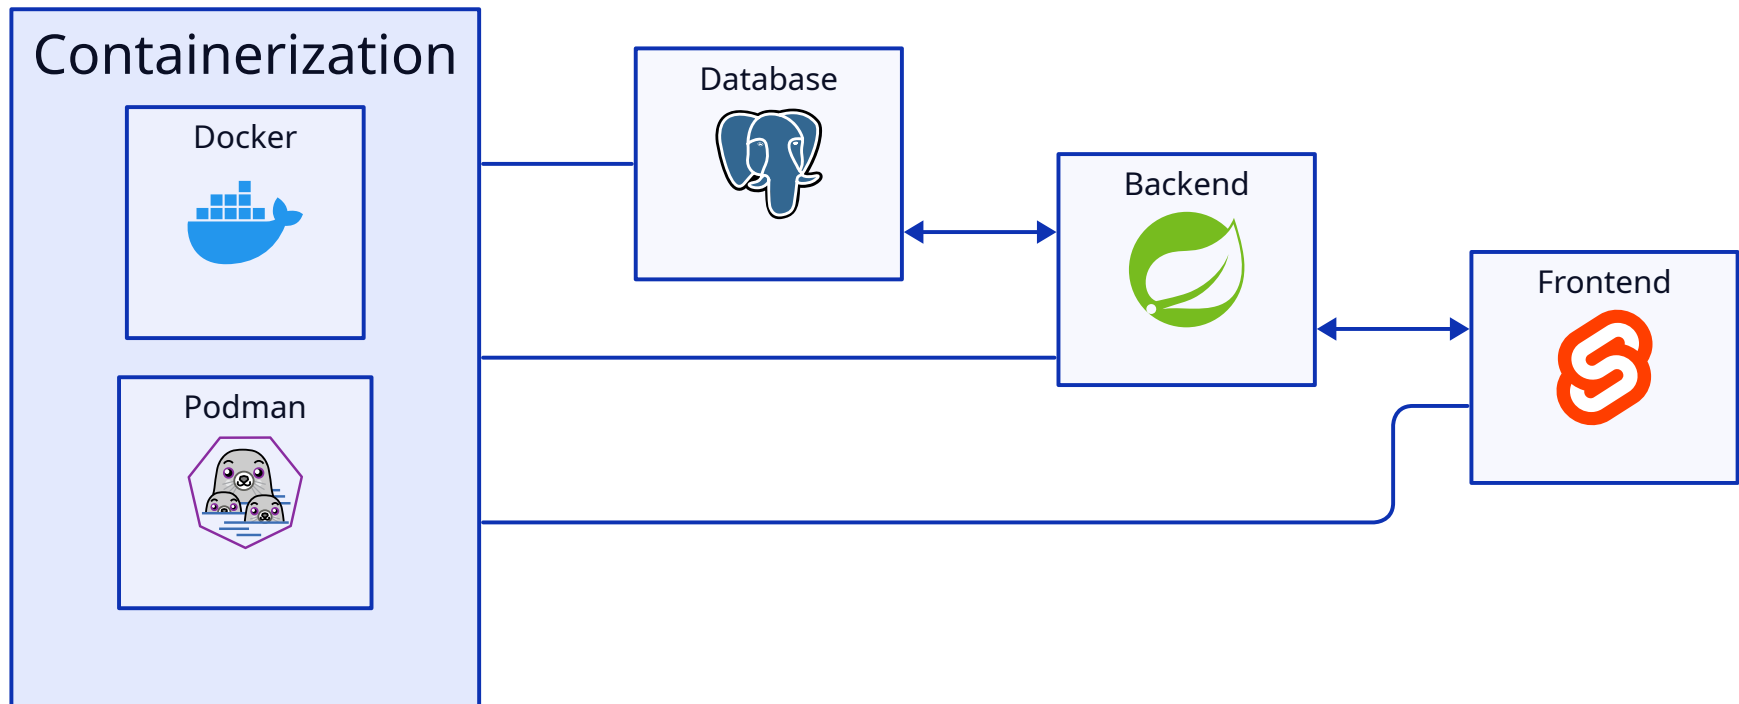 Containerization
Docker
Podman
Database
Backend
Frontend